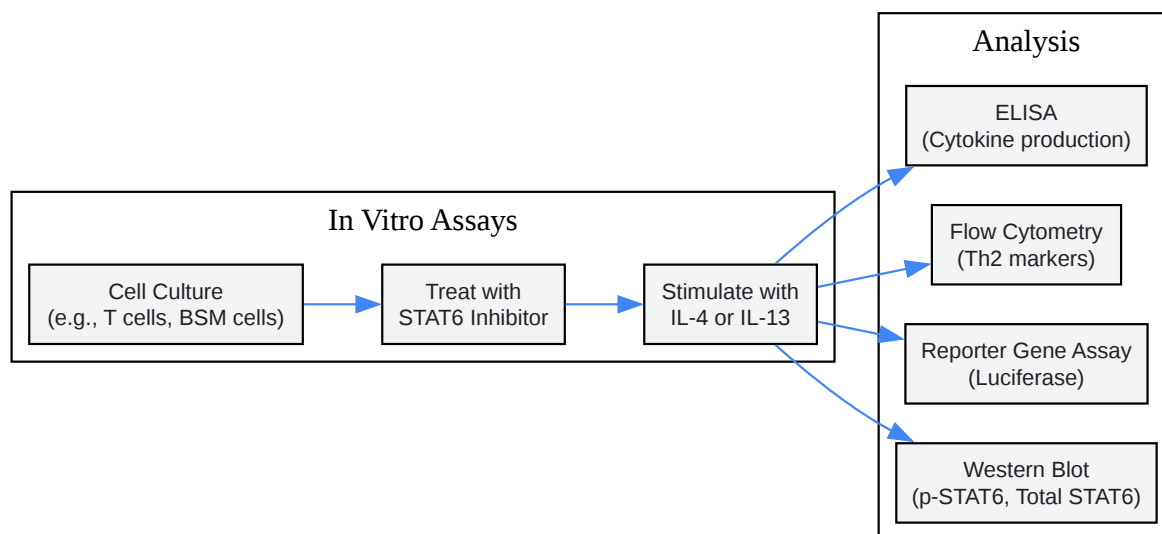 In Vitro Assays
Cell Culture
(e.g., T cells, BSM cells)
Treat with
STAT6 Inhibitor
Stimulate with
IL-4 or IL-13
Analysis
ELISA
(Cytokine production)
Flow Cytometry
(Th2 markers)
Reporter Gene Assay
(Luciferase)
Western Blot
(p-STAT6, Total STAT6)